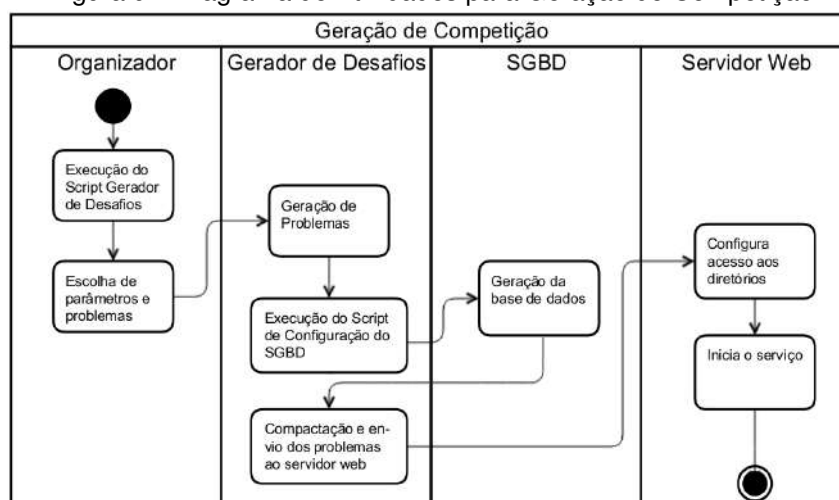 Geração de Competição
Organizador
Gerador de Desafios
SGBD
Servidor Web
Execução do
Script Gerador
de Desafios
Escolha de
parâmetros e
problemas
Geração de
Problemas
Execução do Script
de Configuração do
SGBD
Geração da
base de dados
Compactação e en-
vio dos problemas
ao servidor web
Configura
acesso aos
diretórios
Inicia o serviço